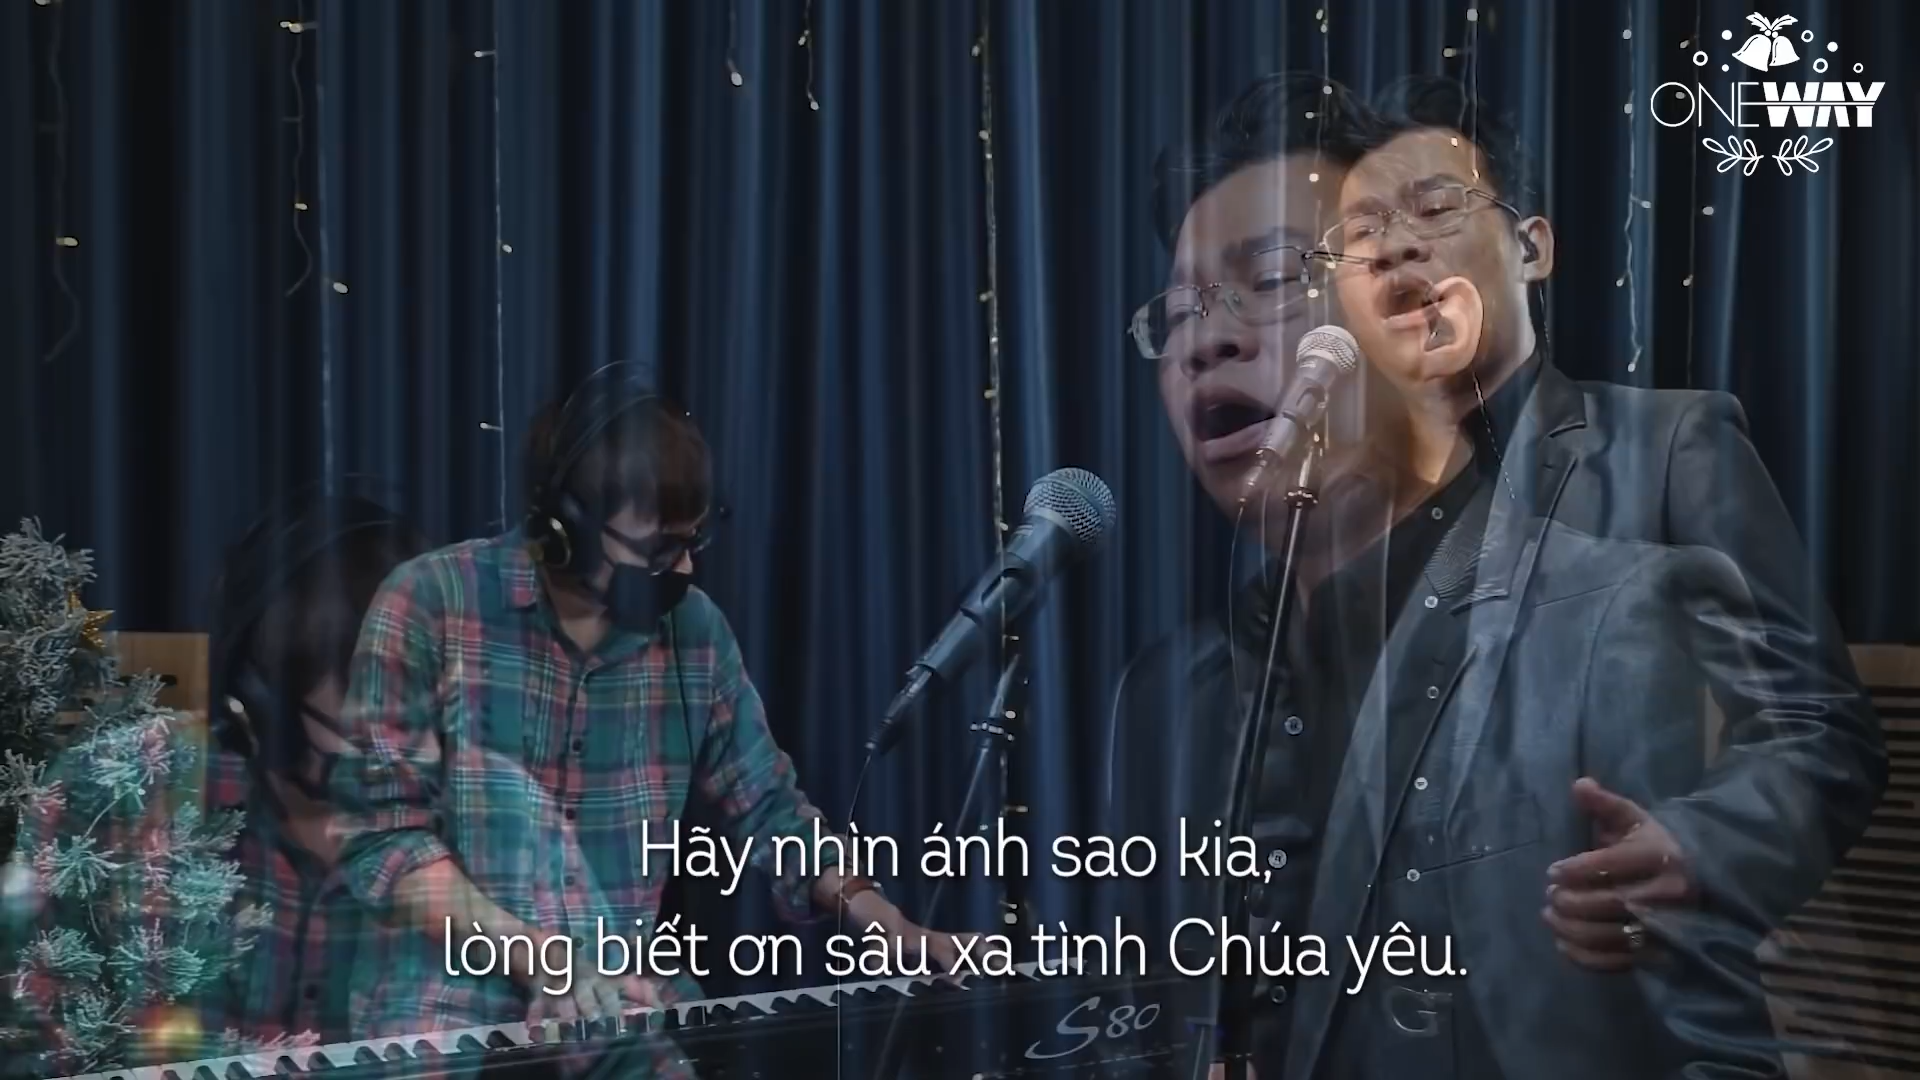 ONEWAY
Hãy nhìn ánh sao kia,
lòng biết ơn sâu xa tình Chúa yêu.
S80